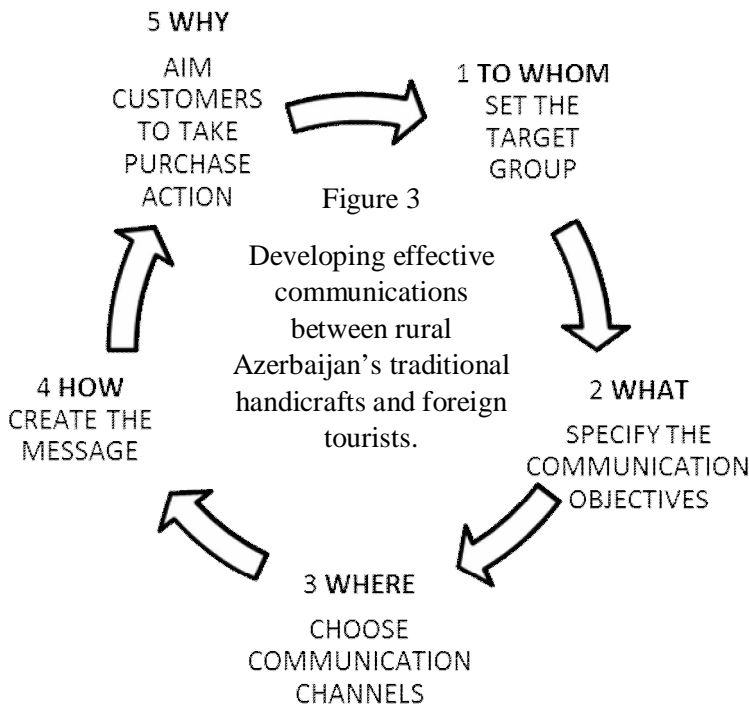 5 WHY
AIM
CUSTOMERS
TO TAKE
PURCHASE
ACTION
1 TO WHOM
SET THE
TARGET
GROUP
Figure 3
Developing effective
communications
between rural
Azerbaijan’s traditional
handicrafts and foreign
tourists.
2 WHAT
SPECIFY THE
COMMUNICATION
OBJECTIVES
3 WHERE
CHOOSE
COMMUNICATION
CHANNELS
4 HOW
CREATE THE
MESSAGE